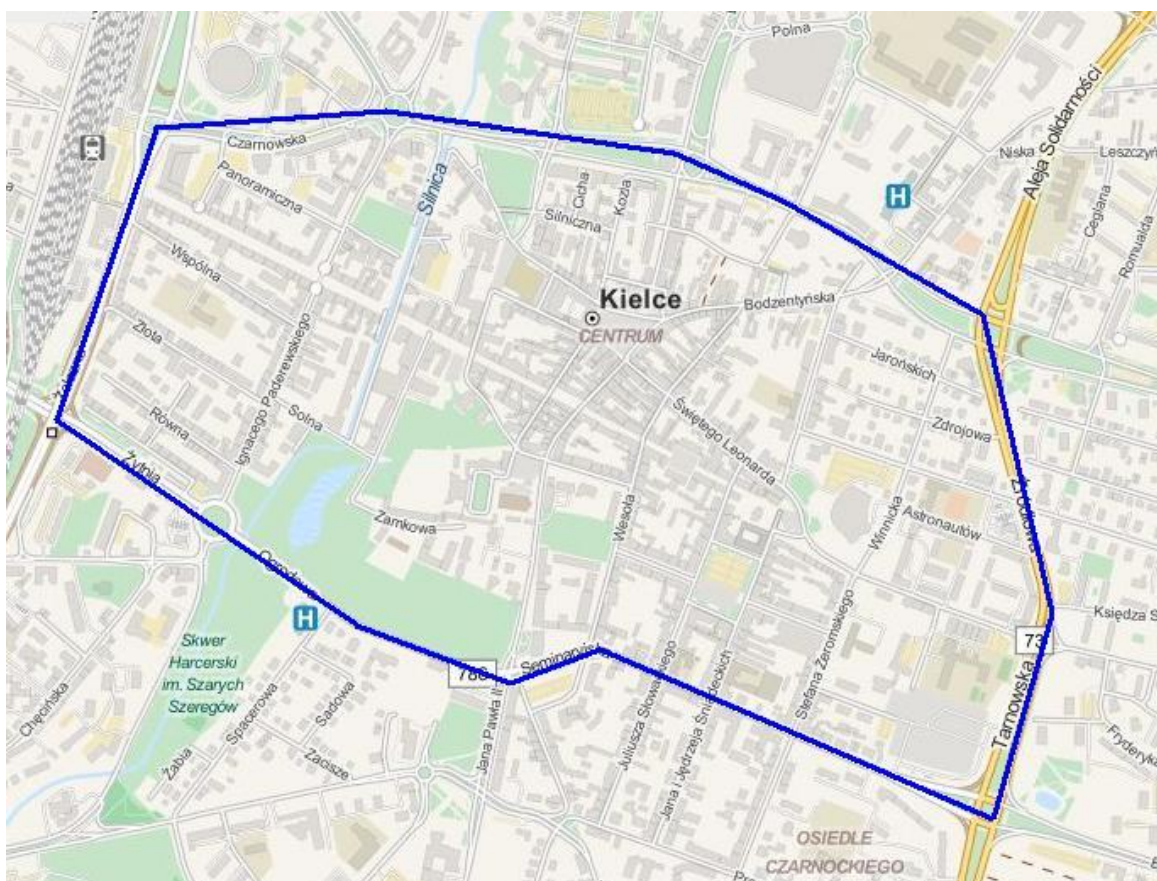 Polna
Aleja Solidarności
Czarnowska
Niska
Leszczyń
Panoramiczna
Silnica
Cicha
Kozia
H
Ceglana
Romualda
Silniczna
Wspólna
Kielce
Bodzentyńska
CENTRUM
Złota
Ignacego Paderewskiego
Jarońskich
Solna
Równa
Świętego Leonarda
Zdrojowa
Żytnia
Źródłowa
Zamkowa
Wesoła
Winnicka
Astronautów
Ogrodowa
H
Księdza S
Skwer
Harcerski
im. Szarych
Szeregów
73
786
Seminaryjska
Stefana Żeromskiego
Chęcińska
Spacerowa
Sadowa
Żabia
Zacisze
Jana Pawła II
Juliusza Słowackiego
Jana i Jędrzeja Śniadeckich
Tarnowska
Fryderyka
OSIEDLE
CZARNOCKIEGO